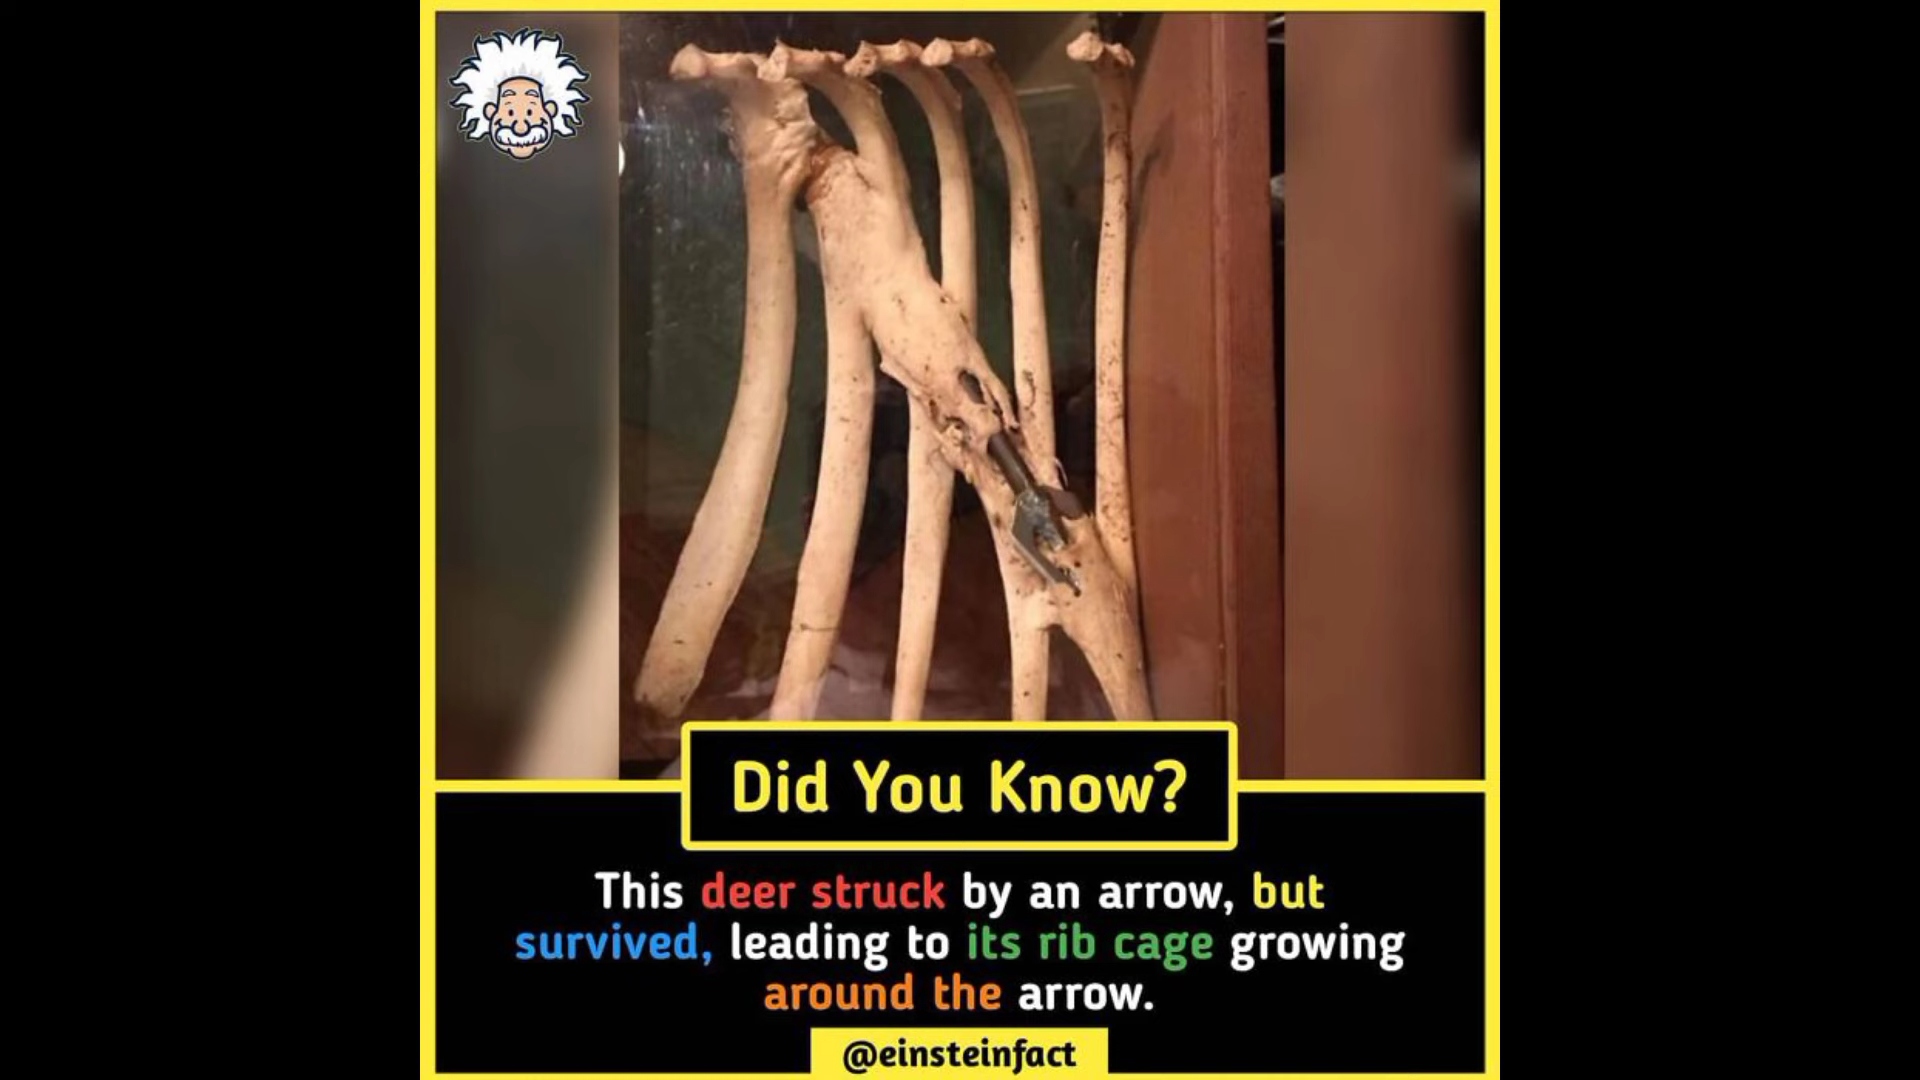 Did You Know?
This deer struck by an arrow, but
survived, leading to its rib cage growing
around the arrow.
@einsteinfact